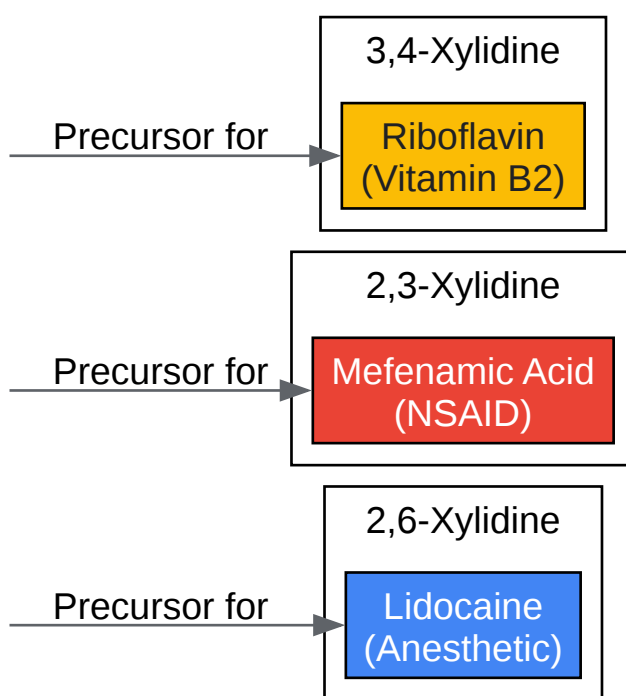 3,4-Xylidine
Precursor for
Riboflavin
(Vitamin B2)
2,3-Xylidine
Precursor for
Mefenamic Acid
(NSAID)
2,6-Xylidine
Precursor for
Lidocaine
(Anesthetic)